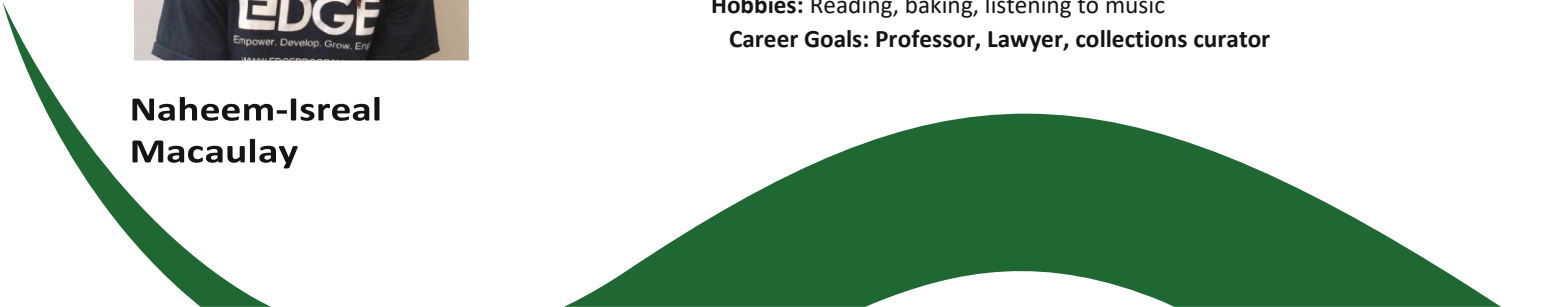 EDGE
Empower. Develop. Grow.
Hobbies: Reading, baking, listening to music
Career Goals: Professor, Lawyer, collections curator
Naheem-Isreal
Macaulay